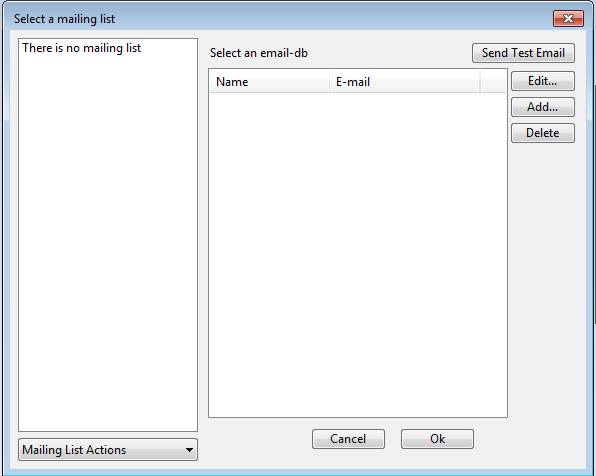 Select a mailing list
There is no mailing list
Select an email-db
Send Test Email
Name
E-mail
Edit...
Add...
Delete
Mailing List Actions
Cancel
Ok